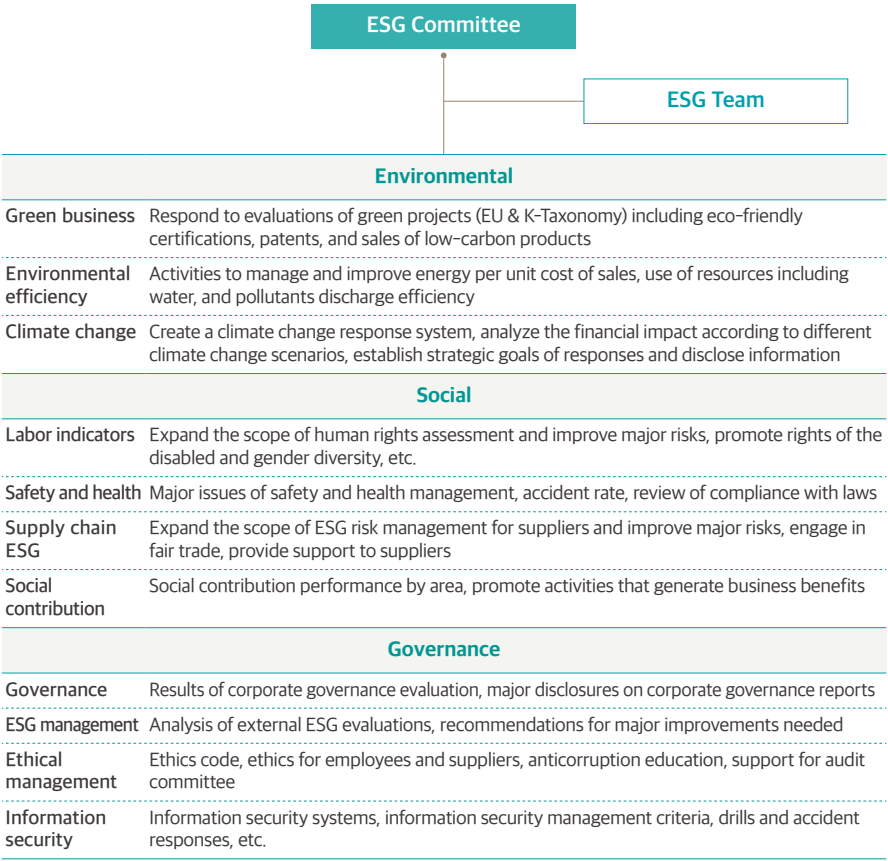 ESG Committee
ESG Team
Environmental
Green business Respond to evaluations of green projects (EU & K-Taxonomy) including eco-friendly
certifications, patents, and sales of low-carbon products
Environmental Activities to manage and improve energy per unit cost of sales, use of resources including
efficiency water, and pollutants discharge efficiency
Climate change Create a climate change response system, analyze the financial impact according to different
climate change scenarios, establish strategic goals of responses and disclose information
Social
Labor indicators Expand the scope of human rights assessment and improve major risks, promote rights of the
disabled and gender diversity, etc.
Safety and health Major issues of safety and health management, accident rate, review of compliance with laws
Supply chain Expand the scope of ESG risk management for suppliers and improve major risks, engage in
ESG fair trade, provide support to suppliers
Social Social contribution performance by area, promote activities that generate business benefits
contribution
Governance
Governance Results of corporate governance evaluation, major disclosures on corporate governance reports
ESG management Analysis of external ESG evaluations, recommendations for major improvements needed
Ethical Ethics code, ethics for employees and suppliers, anticorruption education, support for audit
management committee
Information Information security systems, information security management criteria, drills and accident
security responses, etc.